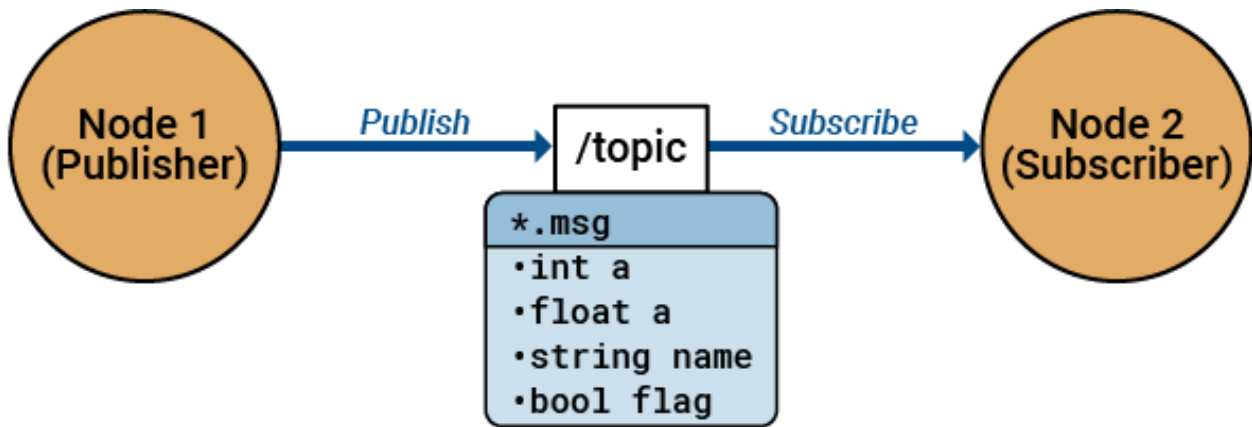 Node 1
(Publisher)
Publish
/topic
Subscribe
Node 2
(Subscriber)
*.msg
•int a
•float a
•string name
•bool flag